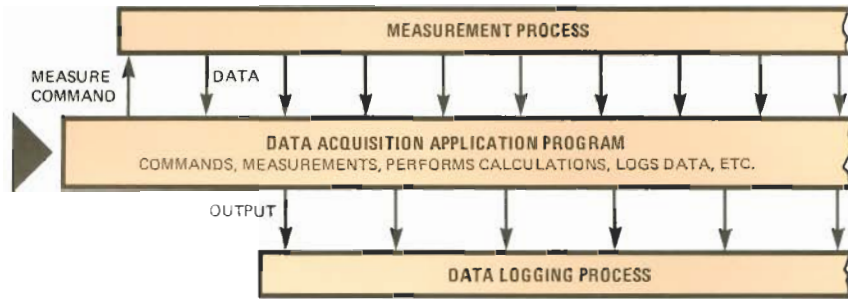 MEASUREMENT PROCESS
MEASURE
COMMAND
DATA
DATA ACQUISITION APPLICATION PROGRAM
COMMANDS, MEASUREMENTS, PERFORMS CALCULATIONS, LOGS DATA, ETC.
OUTPUT
DATA LOGGING PROCESS